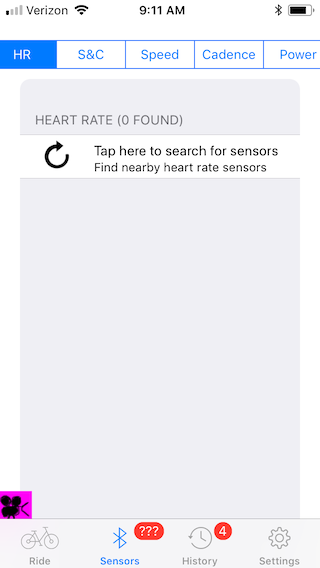 Verizon 9:11 AM
HR S&C Speed Cadence Power
HEART RATE (0 FOUND)
Tap here to search for sensors
Find nearby heart rate sensors
??? 4
Ride Sensors History Settings